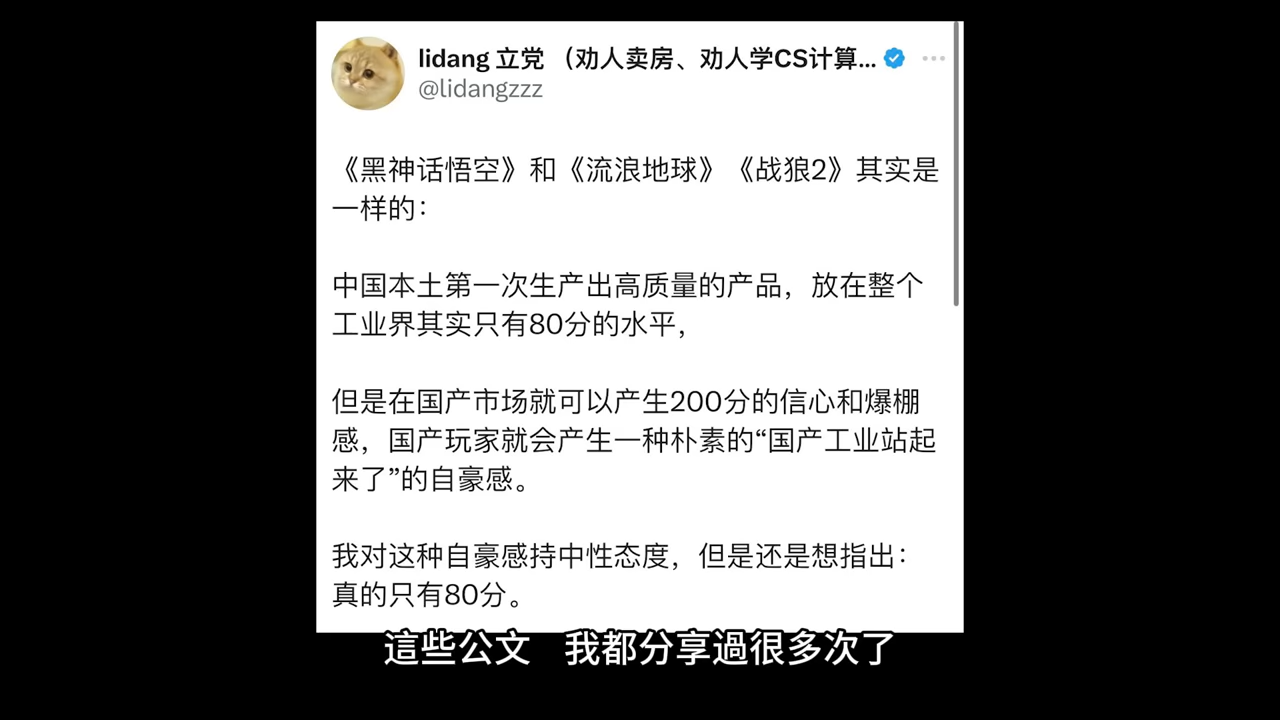 lidang 立党 （劝人卖房、劝人学CS计算...
@lidangzzz
《黑神话悟空》和《流浪地球》《战狼2》其实是
一样的：
中国本土第一次生产出高质量的产品，放在整个
工业界其实只有80分的水平，
但是在国产市场就可以产生200分的信心和爆棚
感，国产玩家就会产生一种朴素的“国产工业站起
来了”的自豪感。
我对这种自豪感持中性态度，但是还是想指出：
真的只有80分。
這些公文 我都分享過很多次了